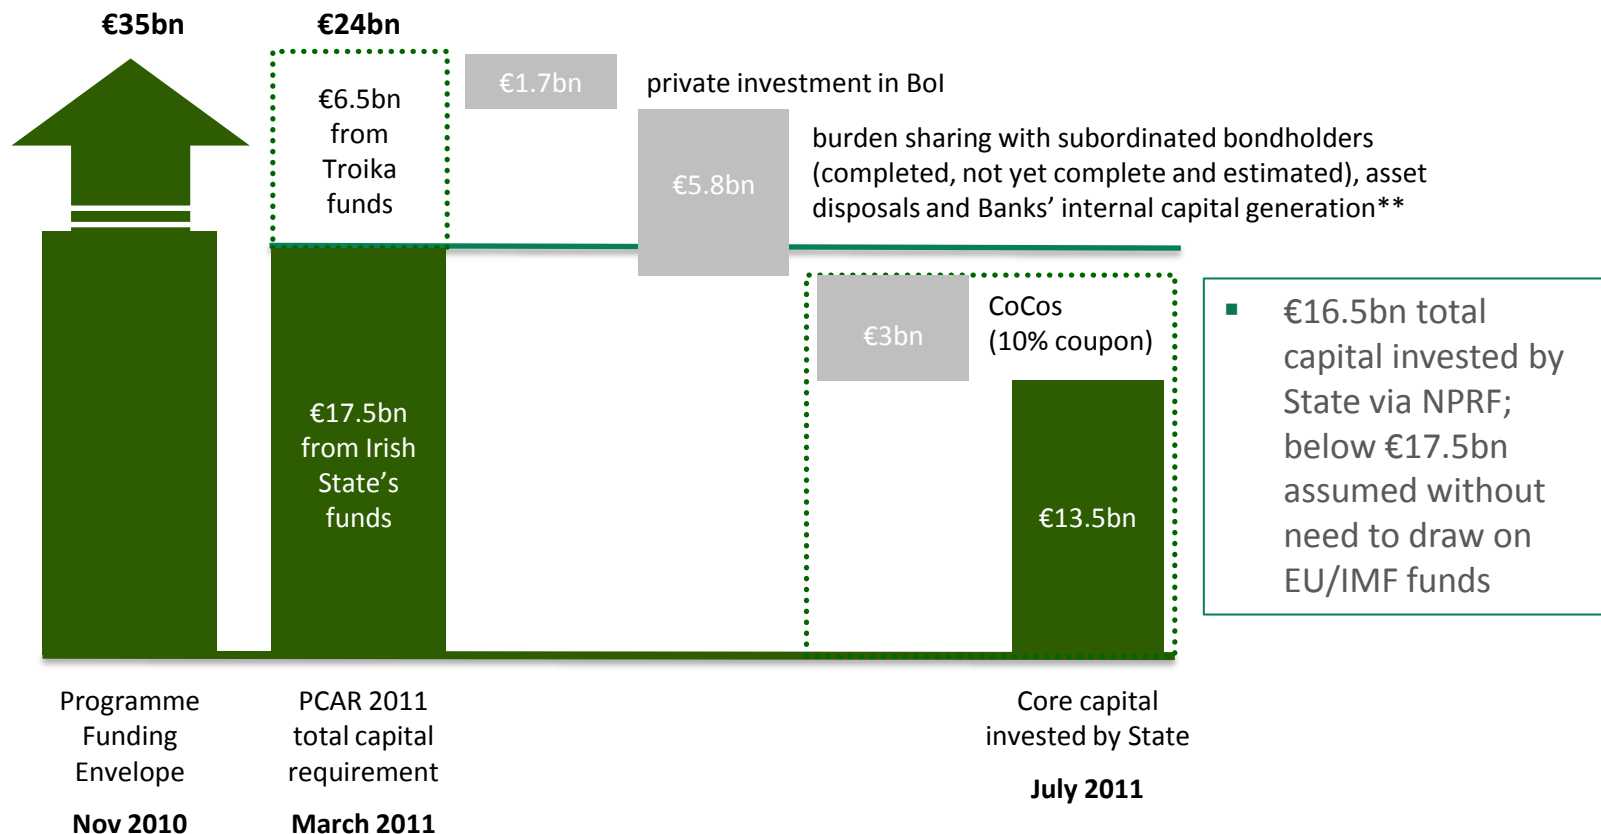 €35bn
€24bn
€6.5bn
from
Troika
funds
€1.7bn
private investment in BoI
€5.8bn
burden sharing with subordinated bondholders
(completed, not yet complete and estimated), asset
disposals and Banks’ internal capital generation**
€17.5bn
from Irish
State’s
funds
€3bn
CoCos
(10% coupon)
€13.5bn
▪ €16.5bn total
capital invested by
State via NPRF;
below €17.5bn
assumed without
need to draw on
EU/IMF funds
Programme
Funding
Envelope
Nov 2010
PCAR 2011
total capital
requirement
March 2011
Core capital
invested by State
July 2011